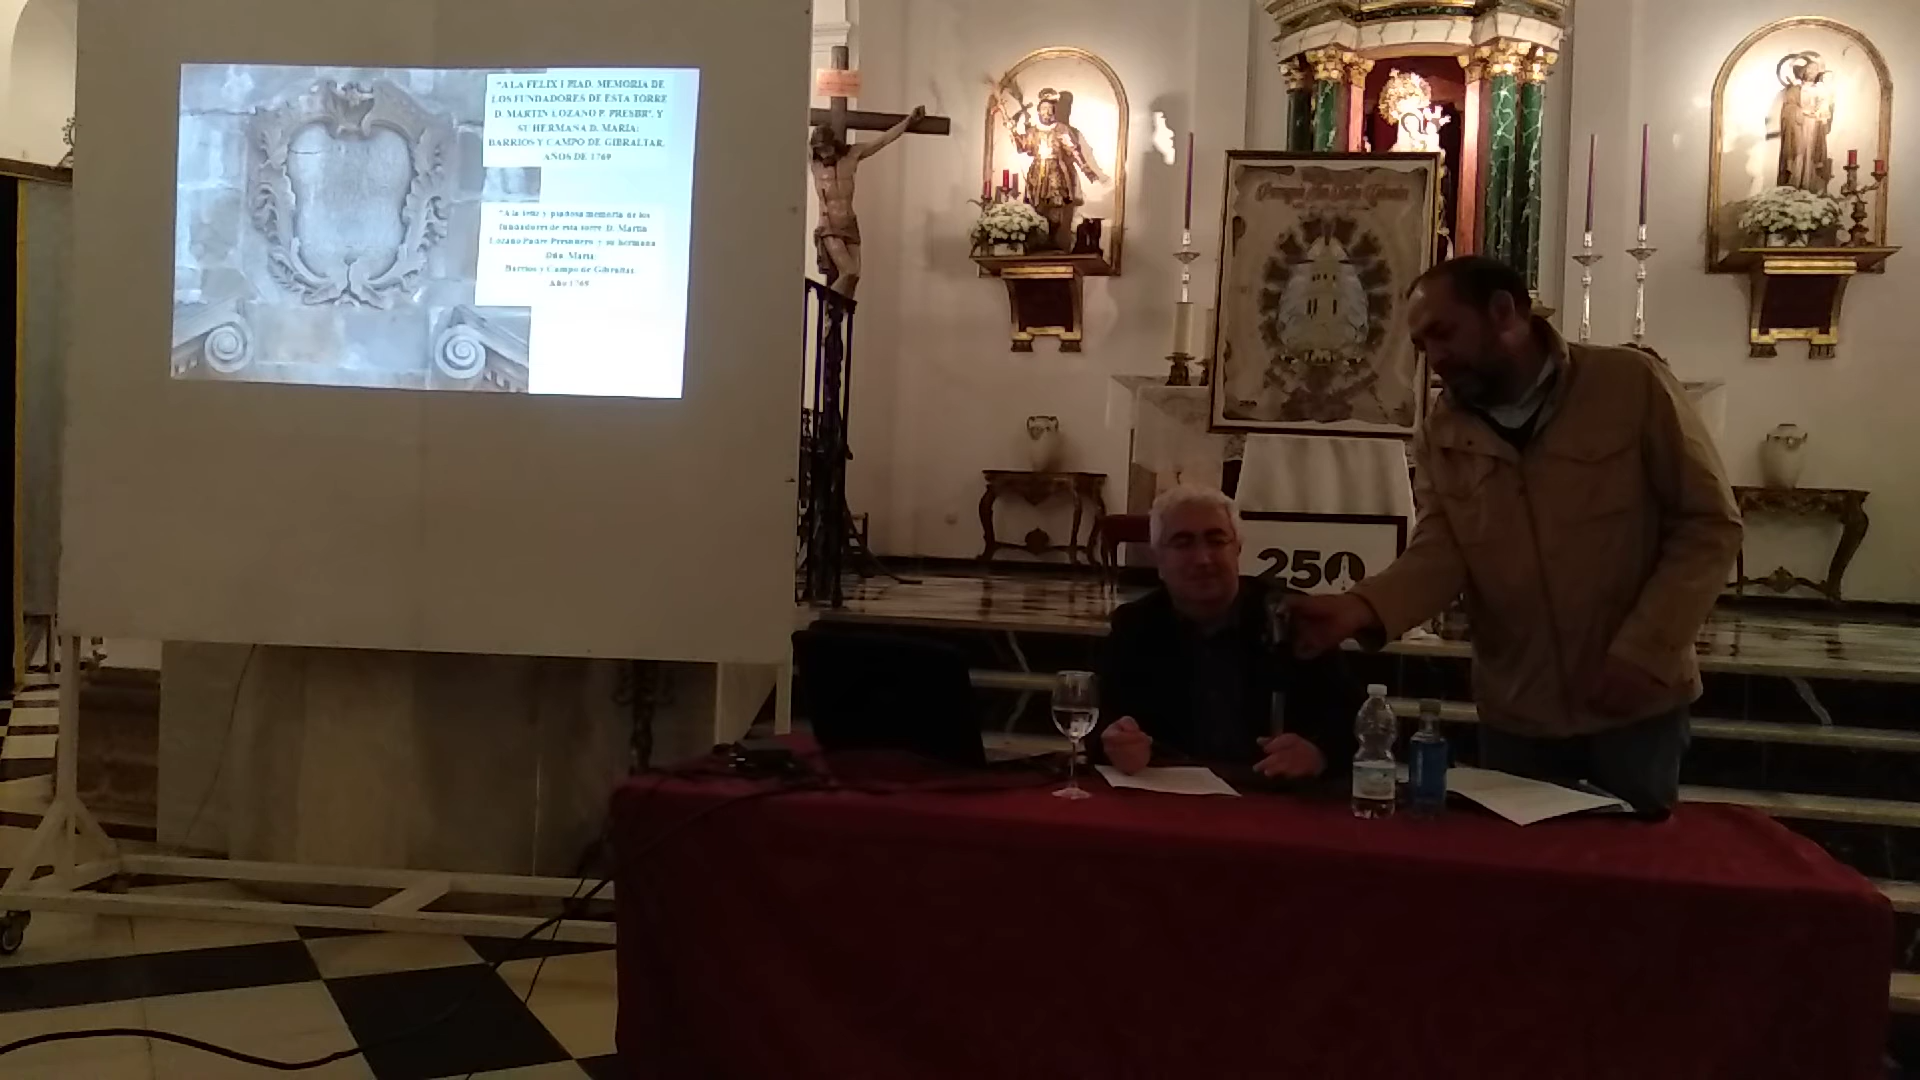 "A LA FELIX I PIAD. MEMORIA DE
LOS FUNDADORES DE ESTA TORRE
D. MARTIN LOZANO P. PRESBRº. Y
SU HERMANA D. MARIA:
BARRIOS Y CAMPO DE GIBRALTAR.
AÑOS DE 1769
"A la feliz y piadosa memoria de los
fundadores de esta torre. D. Martín
Lozano Padre Presbítero y su hermana
Dña. María
Barrios y Campo de Gibraltar
Año 1769
250